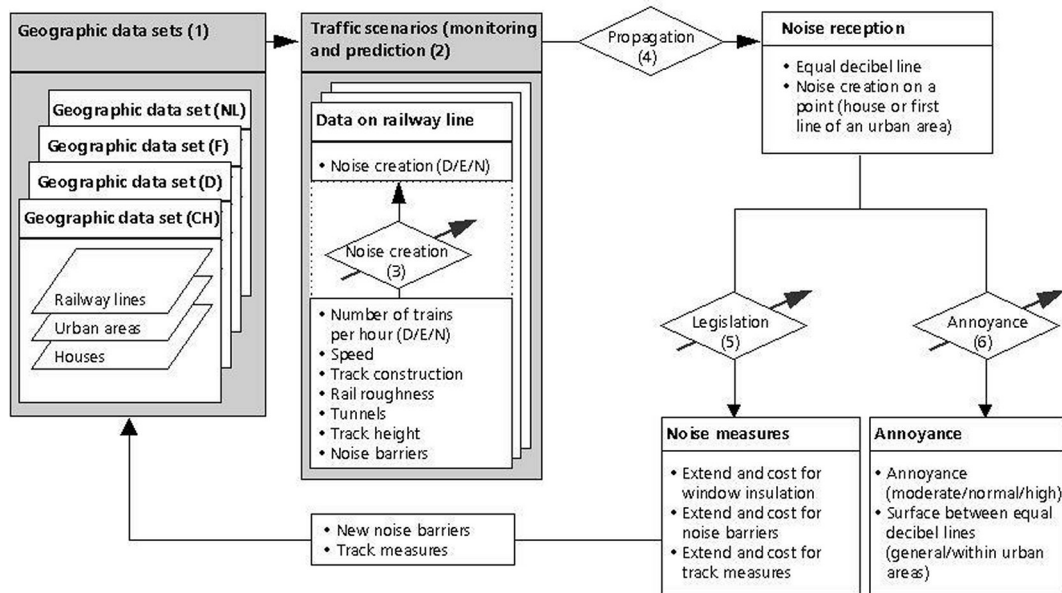 Geographic data sets (1)
Geographic data set (NL)
Geographic data set (F)
Geographic data set (D)
Geographic data set (CH)
Railway lines
Urban areas
Houses
Traffic scenarios (monitoring
and prediction (2)
Data on railway line
• Noise creation (D/E/N)
Noise creation
(3)
• Number of trains
per hour (D/E/N)
• Speed
• Track construction
• Rail roughness
• Tunnels
• Track height
• Noise barriers
Propagation
(4)
Noise reception
• Equal decibel line
• Noise creation on a
point (house or first
line of an urban area)
Legislation
(5)
Annoyance
(6)
Noise measures
• Extend and cost for
window insulation
• Extend and cost for
noise barriers
• Extend and cost for
track measures
Annoyance
• Annoyance
(moderate/normal/high)
• Surface between equal
decibel lines
(general/within urban
areas)
• New noise barriers
• Track measures